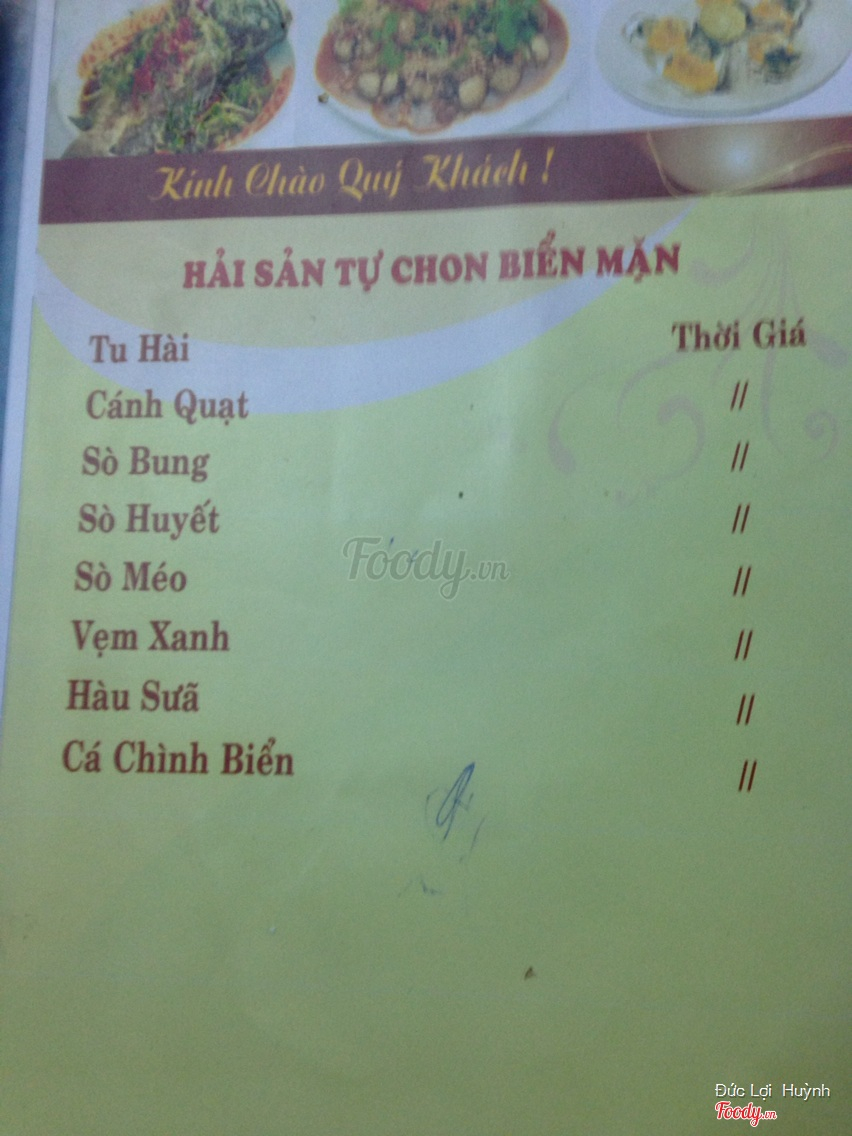 Kính Chào Quý Khách !
HẢI SẢN TỰ CHON BIỂN MẶN
Tu Hài Thời Giá
Cánh Quạt //
Sò Bung //
Sò Huyết //
Sò Méo //
Vẹm Xanh //
Hàu Sưã //
Cá Chình Biển //
Foody.vn
Đức Lợi Huỳnh
Foody.vn